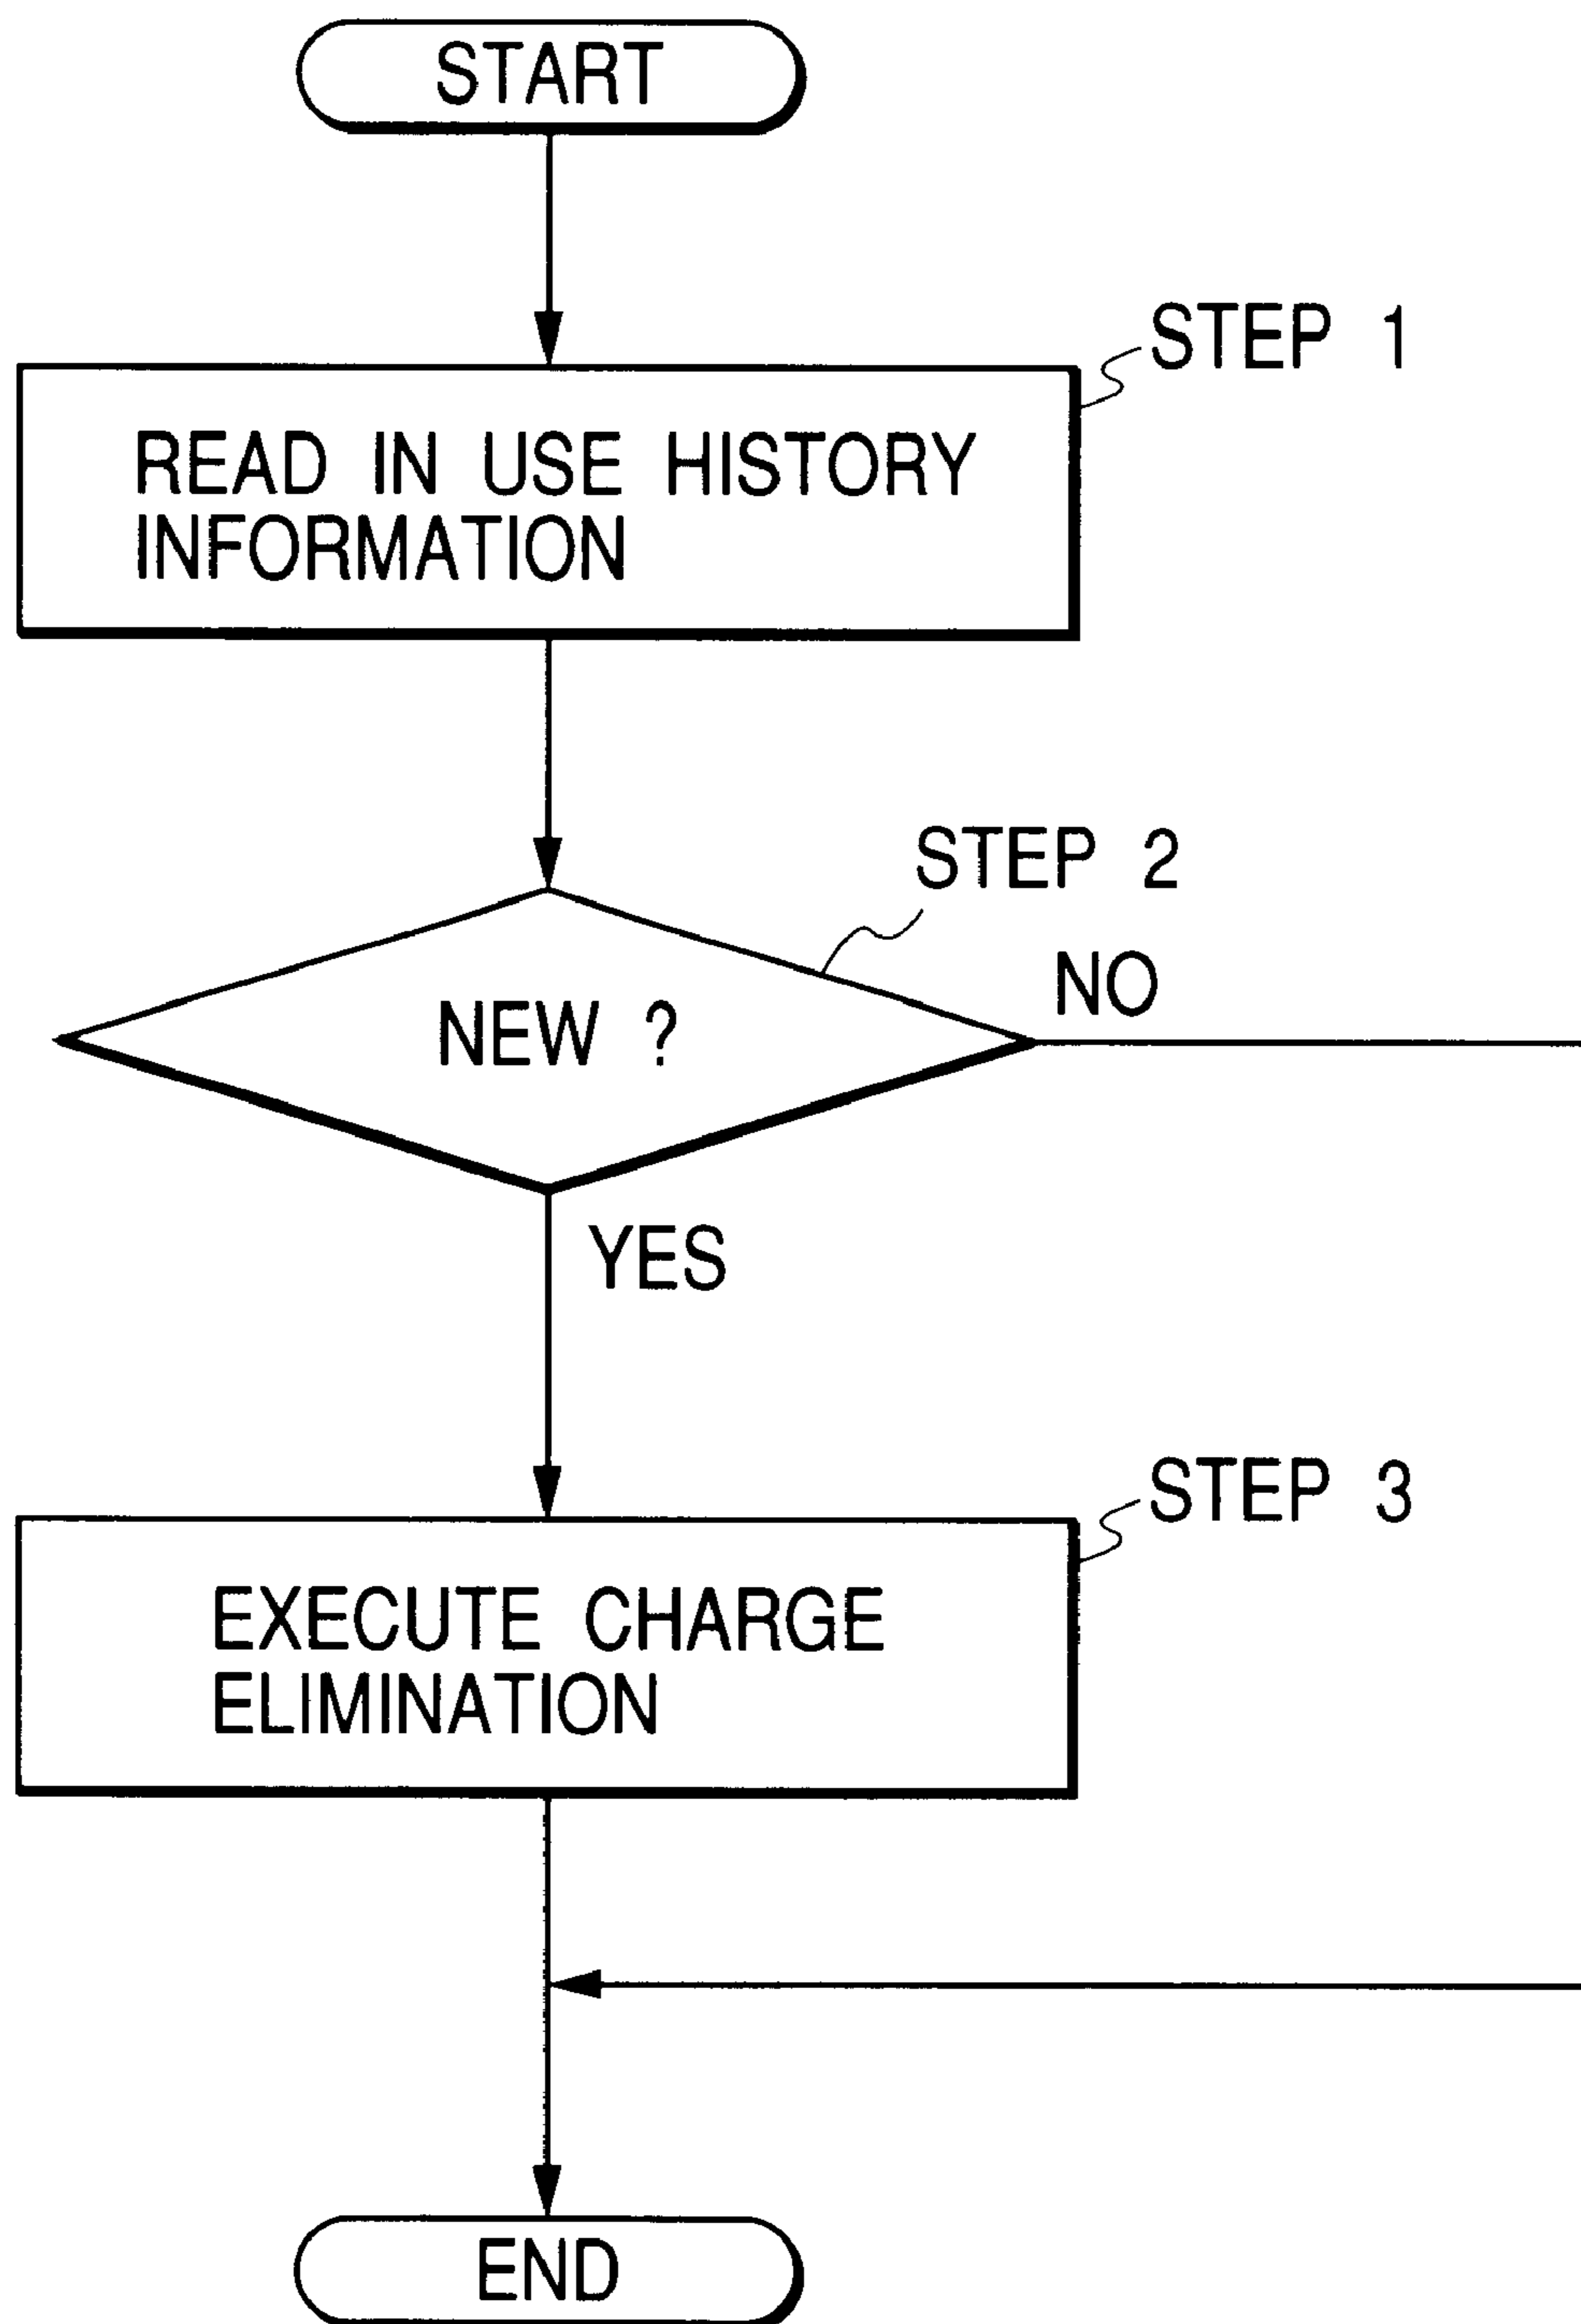 START
STEP 1
READ IN USE HISTORY
INFORMATION
STEP 2
NO
NEW ?
YES
STEP 3
EXECUTE CHARGE
ELIMINATION
END